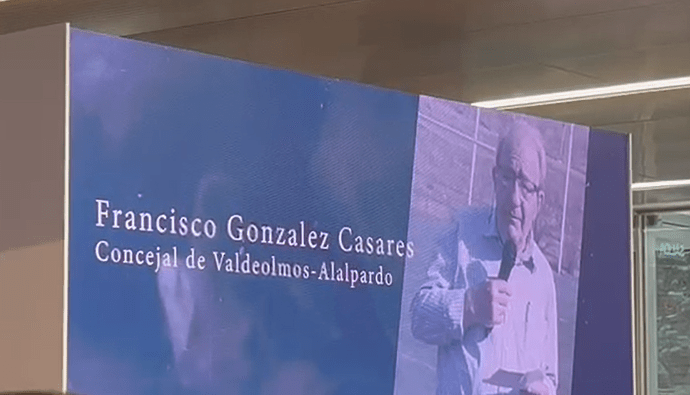 Francisco Gonzalez Casares
Concejal de Valdeolmos-Alalpardo